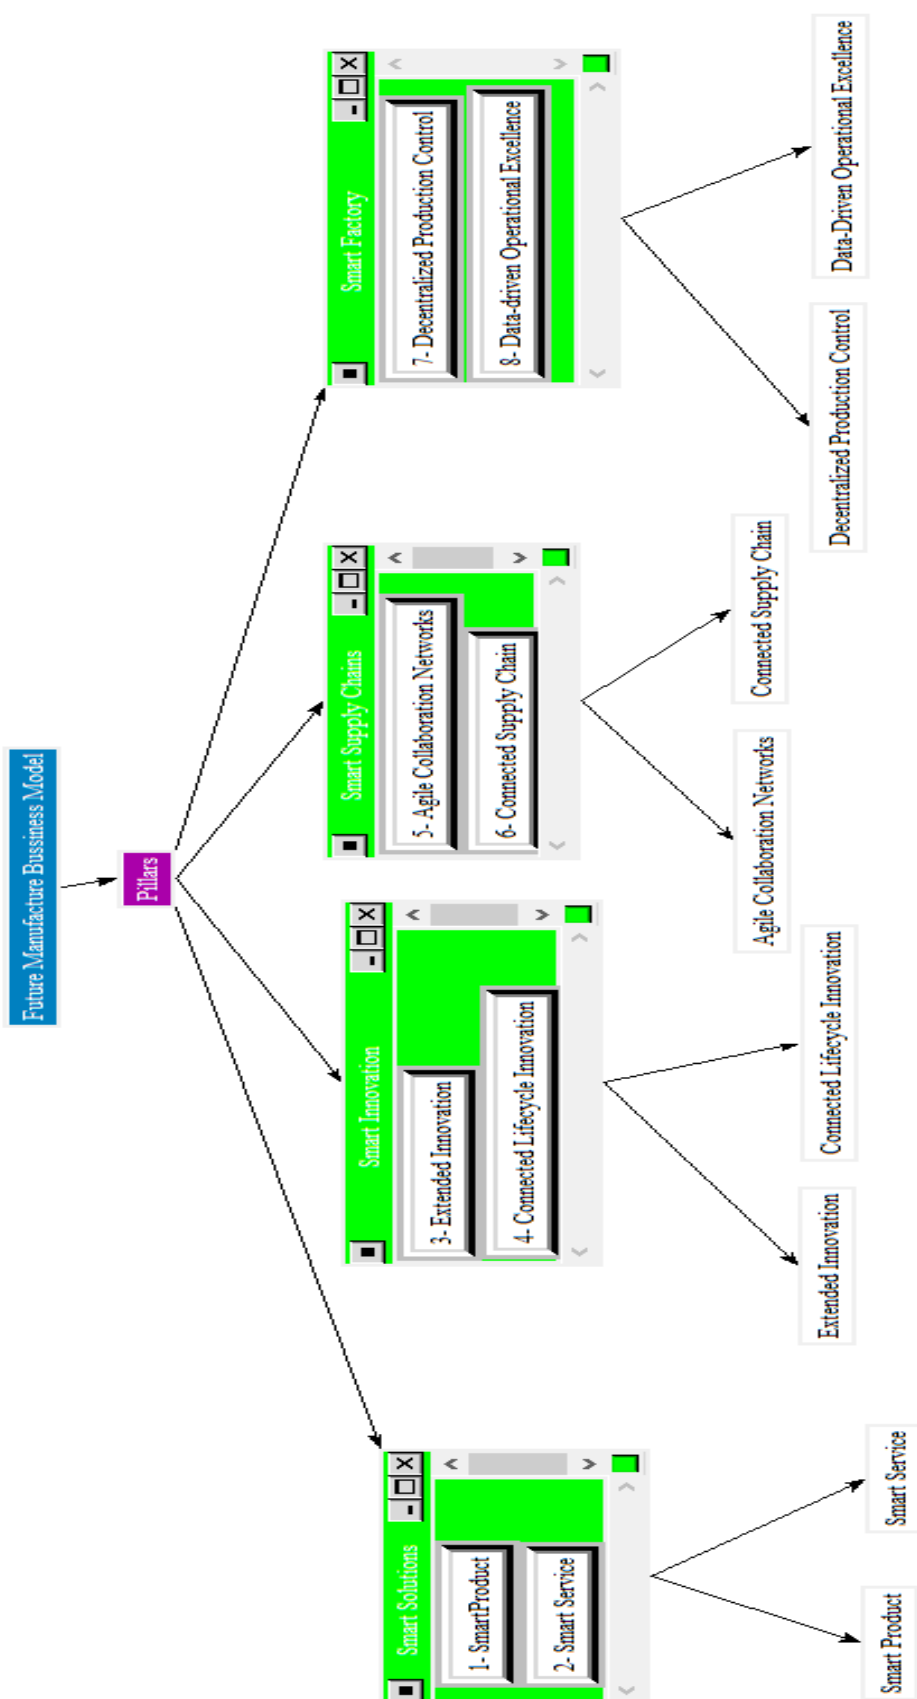 Future Manufacture Bussiness Model
Pillars
Smart Solutions
1- SmartProduct
2- Smart Service
Smart Innovation
3- Extended Innovation
4- Connected Lifecycle Innovation
Smart Supply Chains
5- Agile Collaboration Networks
6- Connected Supply Chain
Smart Factory
7- Decentralized Production Control
8- Data-driven Operational Excellence
Smart Product
Smart Service
Extended Innovation
Connected Lifecycle Innovation
Agile Collaboration Networks
Connected Supply Chain
Decentralized Production Control
Data-Driven Operational Excellence